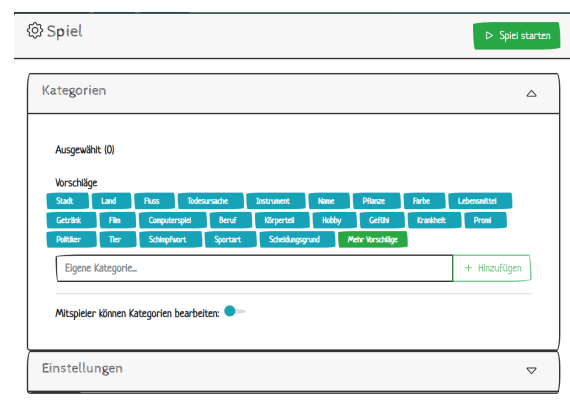 Spiel
Spiel starten
Kategorien
Ausgewählt (0)
Vorschläge
Stadt Land Fluss Todesursache Instrument Name Pflanze Farbe Lebensmittel
Getränk Film Computerspiel Beruf Körperteil Hobby Gefühl Krankheit Promi
Politiker Tier Schimpfwort Sportart Scheidungsgrund Mehr Vorschläge
Eigene Kategorie...
+ Hinzufügen
Mitspieler können Kategorien bearbeiten:
Einstellungen